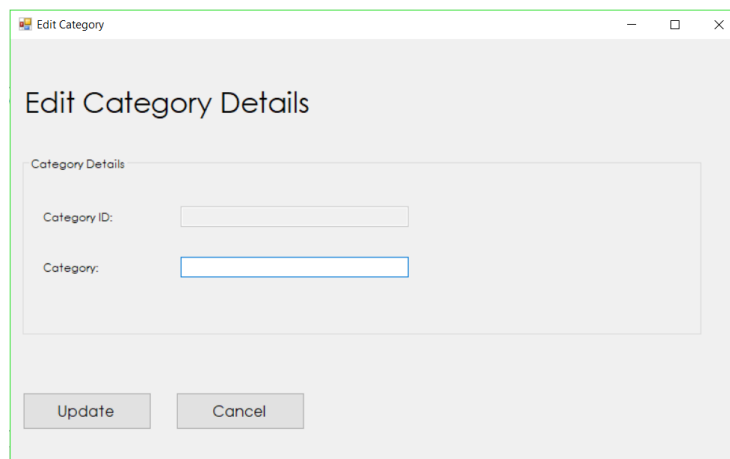 Edit Category
Edit Category Details
Category Details
Category ID:
Category:
Update Cancel